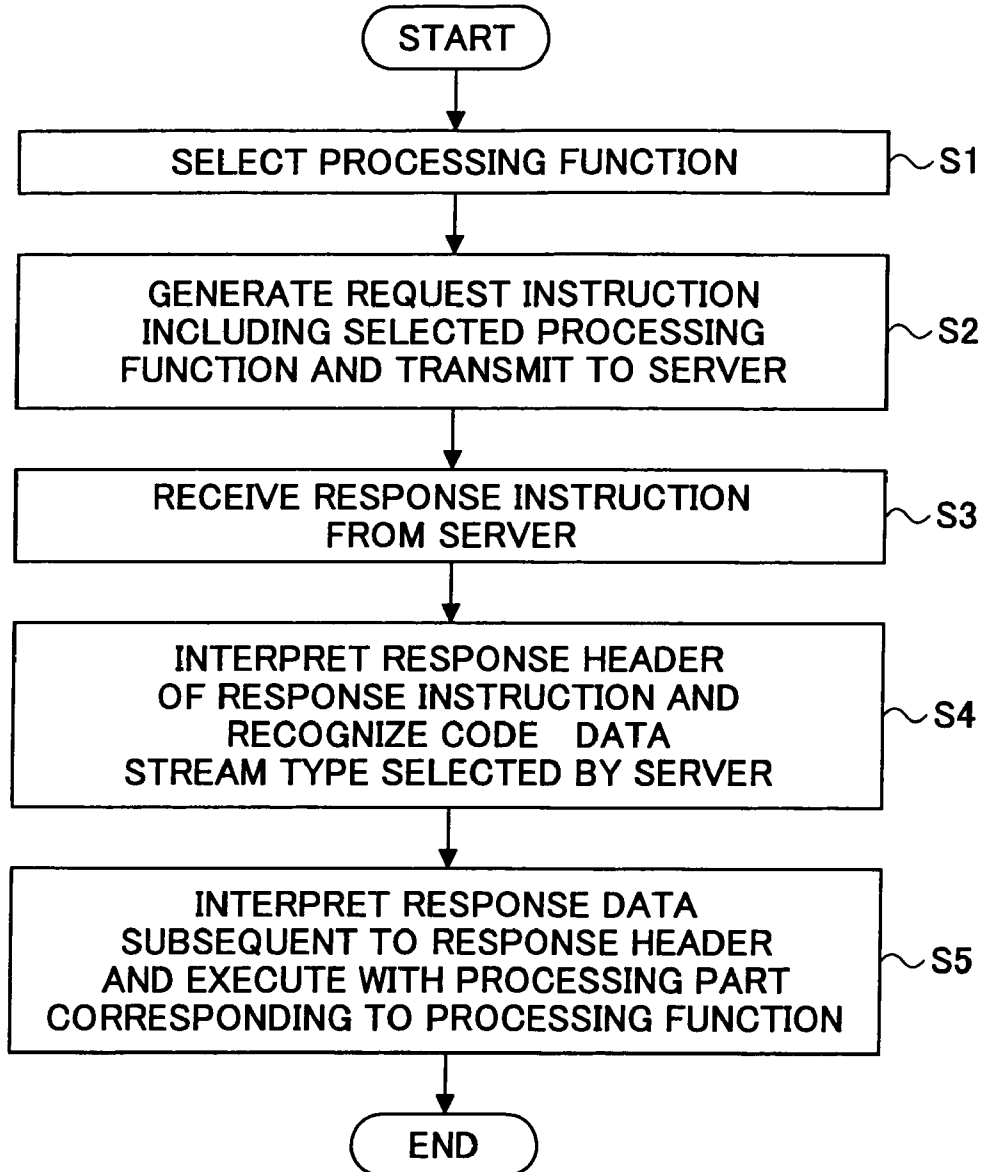 START
SELECT PROCESSING FUNCTION
S1
GENERATE REQUEST INSTRUCTION
INCLUDING SELECTED PROCESSING
FUNCTION AND TRANSMIT TO SERVER
S2
RECEIVE RESPONSE INSTRUCTION
FROM SERVER
S3
INTERPRET RESPONSE HEADER
OF RESPONSE INSTRUCTION AND
RECOGNIZE CODE DATA
STREAM TYPE SELECTED BY SERVER
S4
INTERPRET RESPONSE DATA
SUBSEQUENT TO RESPONSE HEADER
AND EXECUTE WITH PROCESSING PART
CORRESPONDING TO PROCESSING FUNCTION
S5
END